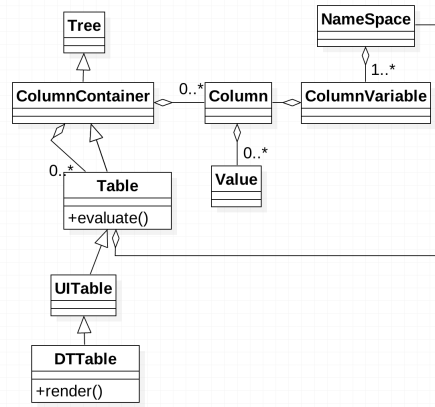 Tree
NameSpace
ColumnContainer
0..*
Column
ColumnVariable
1..*
0..*
0..*
Table
+evaluate()
Value
UITable
DTTable
+render()